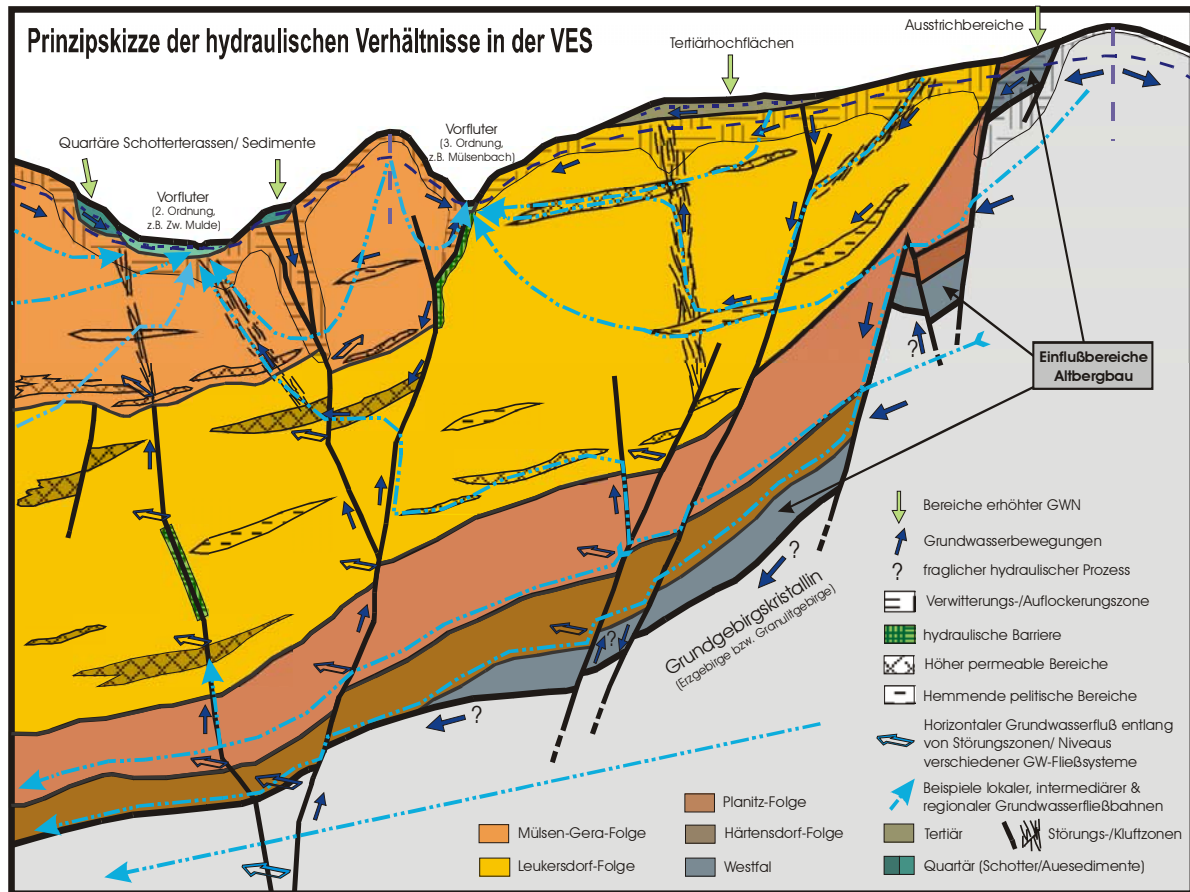 Prinzipskizze der hydraulischen Verhältnisse in der VES
Ausstrichbereiche
Tertiärhochflächen
Quartäre Schotterterassen/ Sedimente
Vorfluter
(3. Ordnung,
z.B. Mülsenbach)
Vorfluter
(2. Ordnung,
z.B. Zw. Mulde)
?
Einflußbereiche
Altbergbau
?
?
?
Grundgebirgskristallin
(Erzgebirge bzw. Granulitgebirge)
Bereiche erhöhter GWN
Grundwasserbewegungen
? fraglicher hydraulischer Prozess
Verwitterungs-/Auflockerungszone
hydraulische Barriere
Höher permeable Bereiche
Hemmende pelitische Bereiche
Horizontaler Grundwasserfluß entlang
von Störungszonen/ Niveaus
verschiedener GW-Fließsysteme
Beispiele lokaler, intermediärer &
regionaler Grundwasserfließbahnen
Planitz-Folge
Mülsen-Gera-Folge
Härtensdorf-Folge
Tertiär
Störungs-/Kluftzonen
Leukersdorf-Folge
Westfal
Quartär (Schotter/Auesedimente)